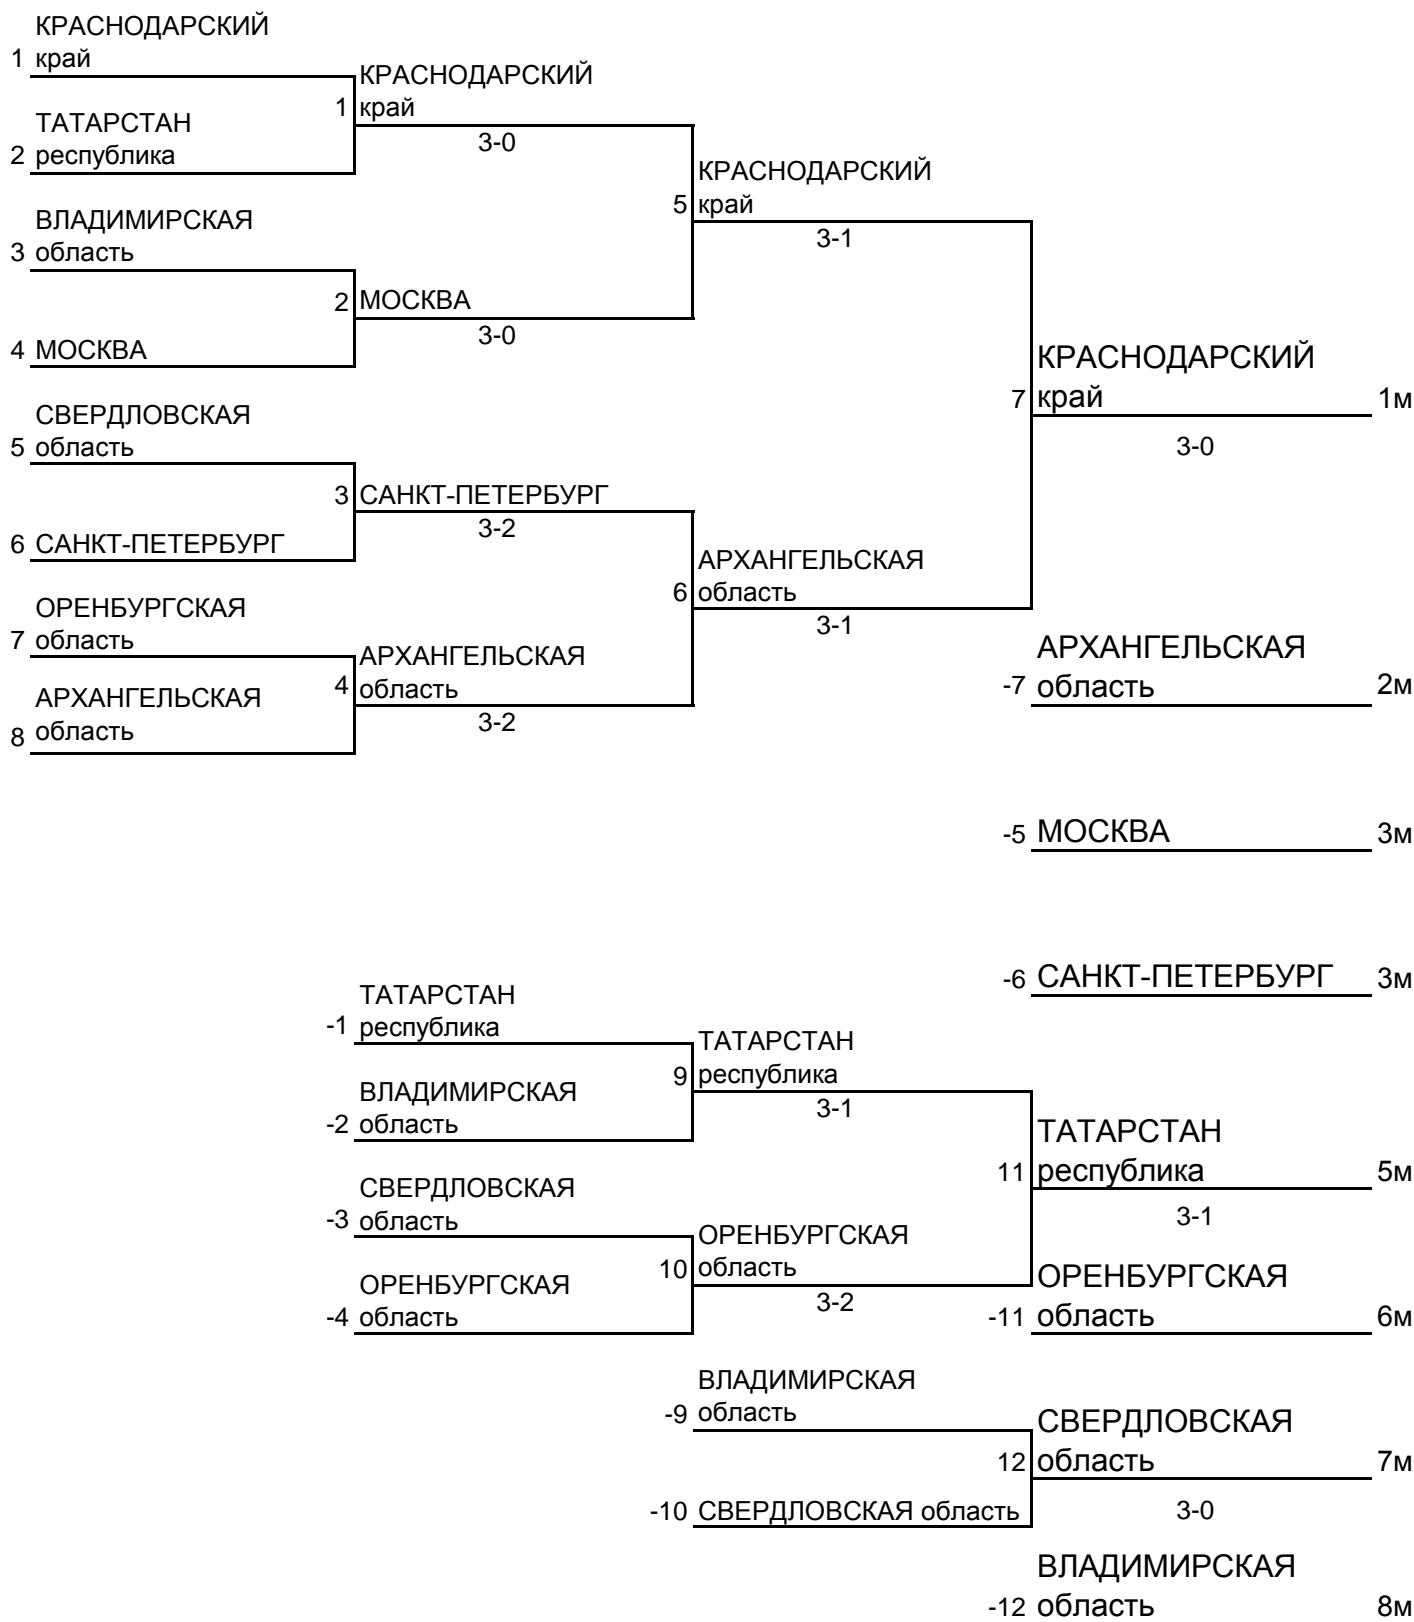 КРАСНОДАРСКИЙ
1 край
КРАСНОДАРСКИЙ
1 край
3-0
ТАТАРСТАН
2 республика
КРАСНОДАРСКИЙ
5 край
3-1
ВЛАДИМИРСКАЯ
3 область
2 МОСКВА
3-0
4 МОСКВА
КРАСНОДАРСКИЙ
7 край 1м
3-0
СВЕРДЛОВСКАЯ
5 область
3 САНКТ-ПЕТЕРБУРГ
3-2
6 САНКТ-ПЕТЕРБУРГ
АРХАНГЕЛЬСКАЯ
6 область
3-1
ОРЕНБУРГСКАЯ
7 область
АРХАНГЕЛЬСКАЯ
4 область
3-2
АРХАНГЕЛЬСКАЯ
8 область
АРХАНГЕЛЬСКАЯ
-7 область 2м
-5 МОСКВА 3м
-6 САНКТ-ПЕТЕРБУРГ 3м
ТАТАРСТАН
-1 республика
ТАТАРСТАН
9 республика
3-1
ВЛАДИМИРСКАЯ
-2 область
ТАТАРСТАН
11 республика 5м
3-1
СВЕРДЛОВСКАЯ
-3 область
ОРЕНБУРГСКАЯ
10 область
3-2
ОРЕНБУРГСКАЯ
-4 область
ОРЕНБУРГСКАЯ
-11 область 6м
ВЛАДИМИРСКАЯ
-9 область
СВЕРДЛОВСКАЯ
12 область 7м
3-0
-10 СВЕРДЛОВСКАЯ область
ВЛАДИМИРСКАЯ
-12 область 8м